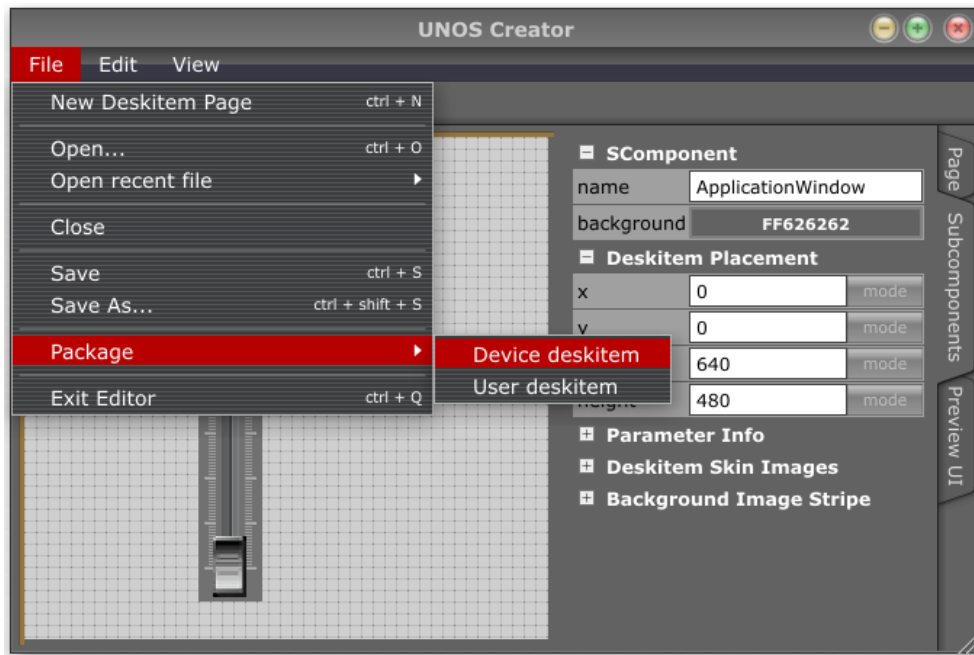 UNOS Creator
File Edit View
New Deskitem Page ctrl + N
Open... ctrl + O
Open recent file
Close
Save ctrl + S
Save As... ctrl + shift + S
Package
Exit Editor ctrl + Q
Device deskitem
User deskitem
SComponent
name ApplicationWindow
background FF626262
Deskitem Placement
x 0 mode
y 0 mode
640 mode
height 480 mode
Parameter Info
Deskitem Skin Images
Background Image Stripe
Page
Subcomponents
Preview UI